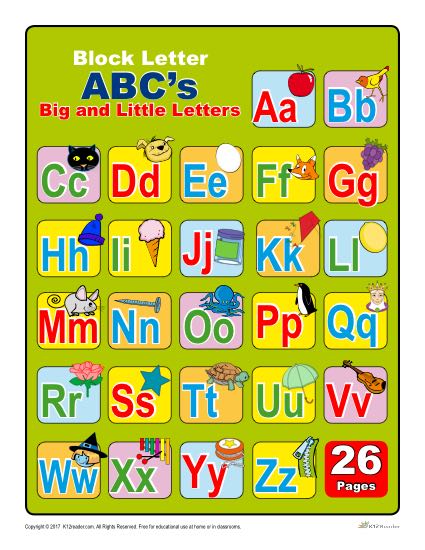 Block Letter
ABC's
Big and Little Letters
Aa Bb
Cc Dd Ee Ff Gg
Hh Ii Jj Kk Ll
Mm Nn Oo Pp Qq
Rr Ss Tt Uu Vv
Ww Xx Yy Zz 26
Pages
Copyright © 2017 K12reader.com. All Rights Reserved. Free for educational use at home or in classrooms.
K12Reader